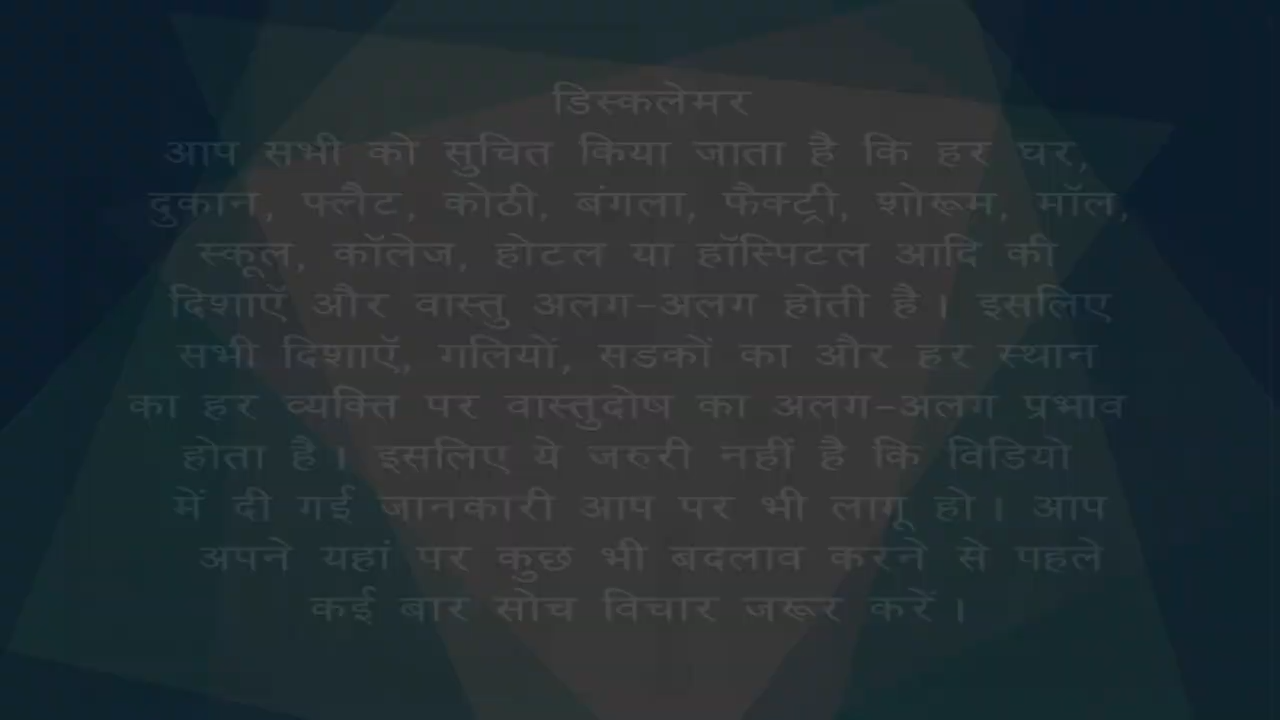 डिस्कलेमर
आप सभी को सुचित किया जाता है कि हर घर,
दुकान, फ्लैट, कोठी, बंगला, फैक्ट्री, शोरूम, मॉल,
स्कूल, कॉलेज, होटल या हॉस्पिटल आदि की
दिशाएॅ और वास्तु अलग-अलग होती है। इसलिए
सभी दिशाएॅ, गलियों, सडकों का और हर स्थान
का हर व्यक्ति पर वास्तुदोष का अलग-अलग प्रभाव
होता है। इसलिए ये जरुरी नहीं है कि विडियो
में दी गई जानकारी आप पर भी लागू हो। आप
अपने यहां पर कुछ भी बदलाव करने से पहले
कई बार सोच विचार जरूर करें।